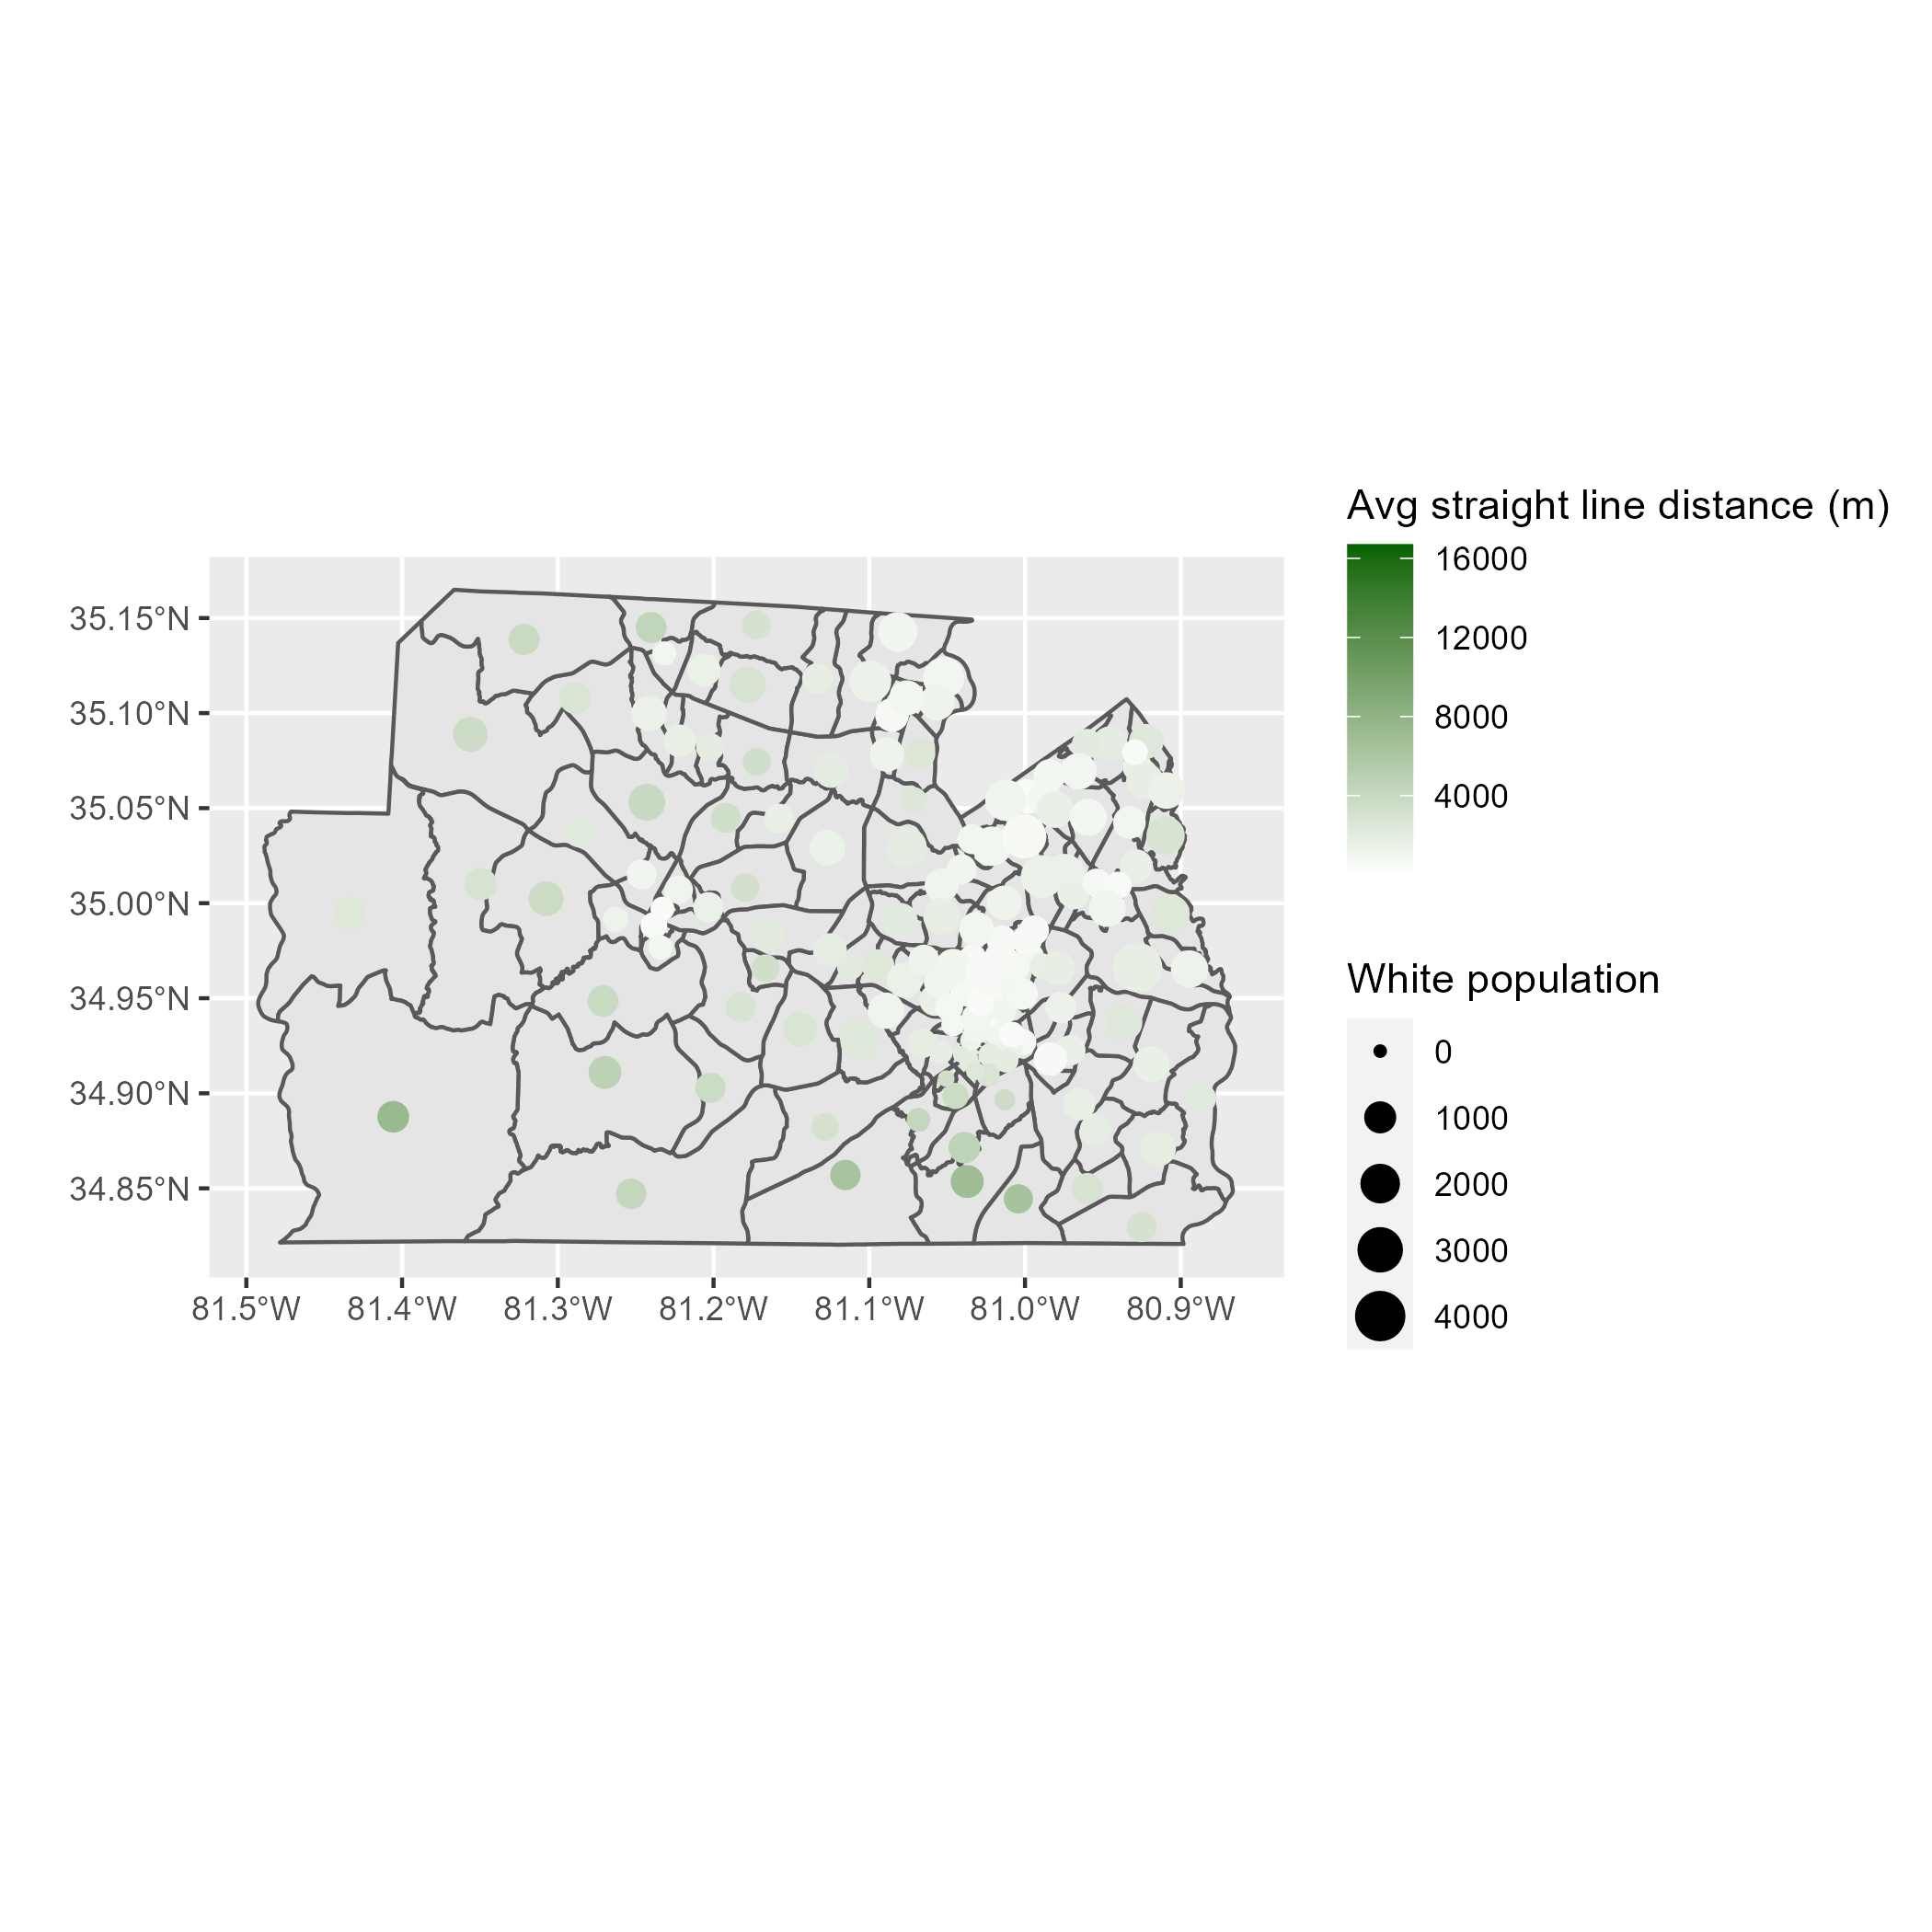 35.15°N
35.10°N
35.05°N
35.00°N
34.95°N
34.90°N
34.85°N
81.5°W 81.4°W 81.3°W 81.2°W 81.1°W 81.0°W 80.9°W
Avg straight line distance (m)
16000
12000
8000
4000
White population
0
1000
2000
3000
4000